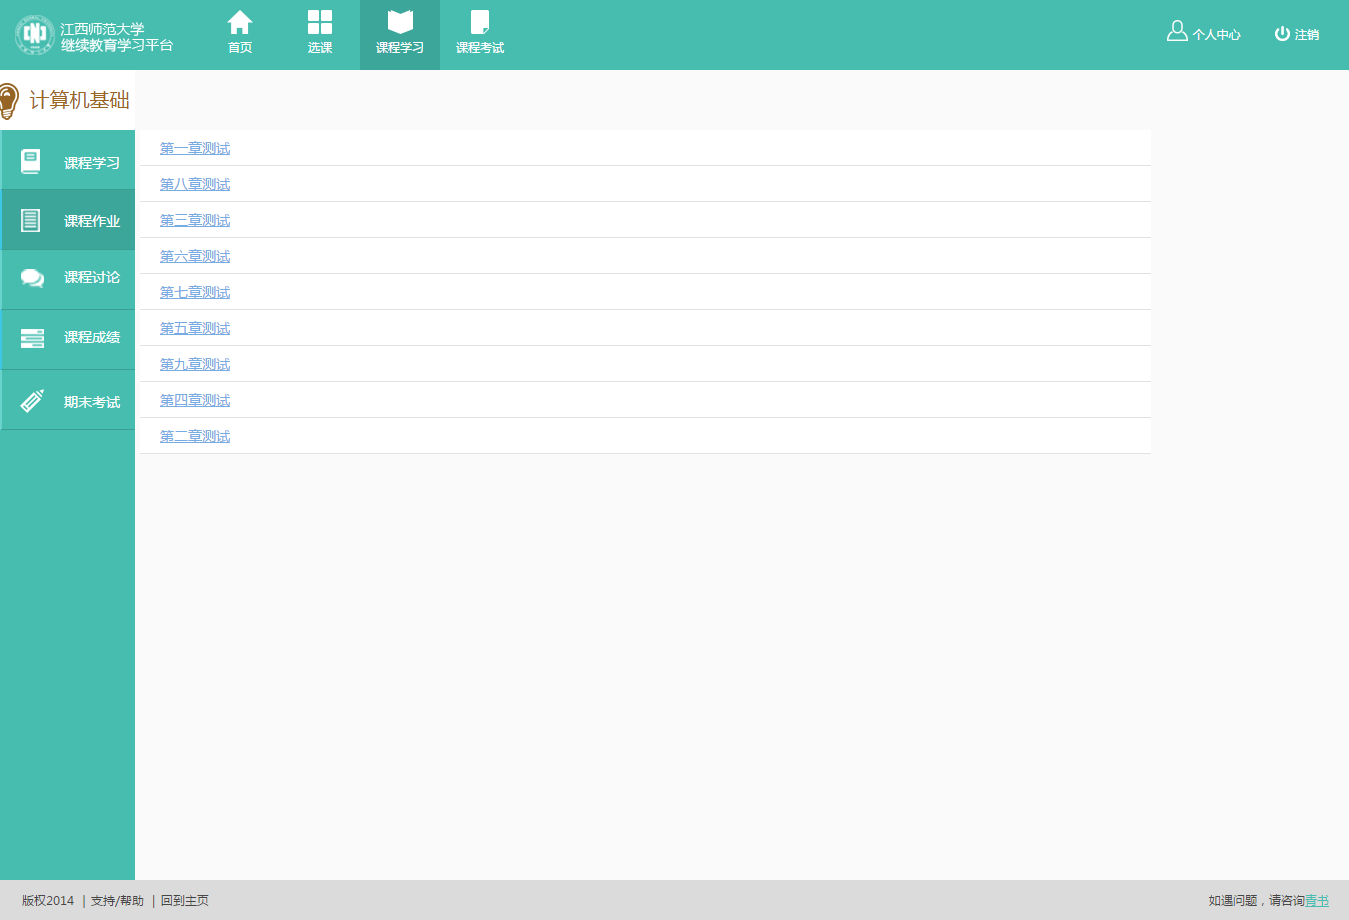 江西师范大学
继续教育学习平台
首页
选课
课程学习
课程考试
个人中心
注销
计算机基础
课程学习
课程作业
课程讨论
课程成绩
期末考试
第一章测试
第八章测试
第三章测试
第六章测试
第七章测试
第五章测试
第九章测试
第四章测试
第二章测试
版权2014 | 支持/帮助 | 回到主页
如遇问题，请咨询青书